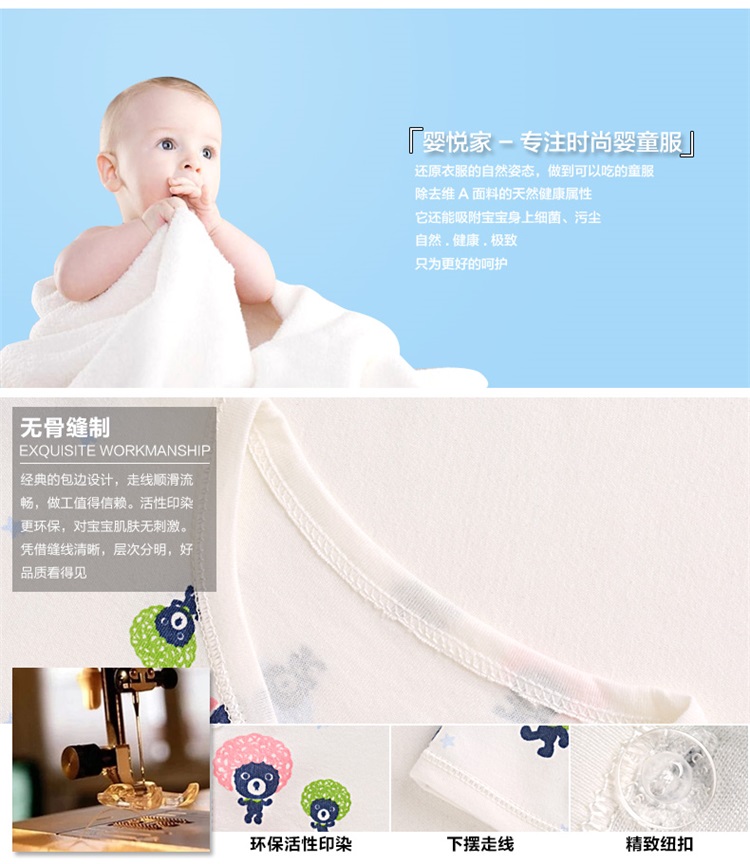 『婴悦家 – 专注时尚婴童服』
还原衣服的自然姿态，做到可以吃的童服
除去维 A 面料的天然健康属性
它还能吸附宝宝身上细菌、污尘
自然 . 健康 . 极致
只为更好的呵护
无骨缝制
EXQUISITE WORKMANSHIP
经典的包边设计，走线顺滑流
畅，做工值得信赖。活性印染
更环保，对宝宝肌肤无刺激。
凭借缝线清晰，层次分明，好
品质看得见
环保活性印染
下摆走线
精致纽扣